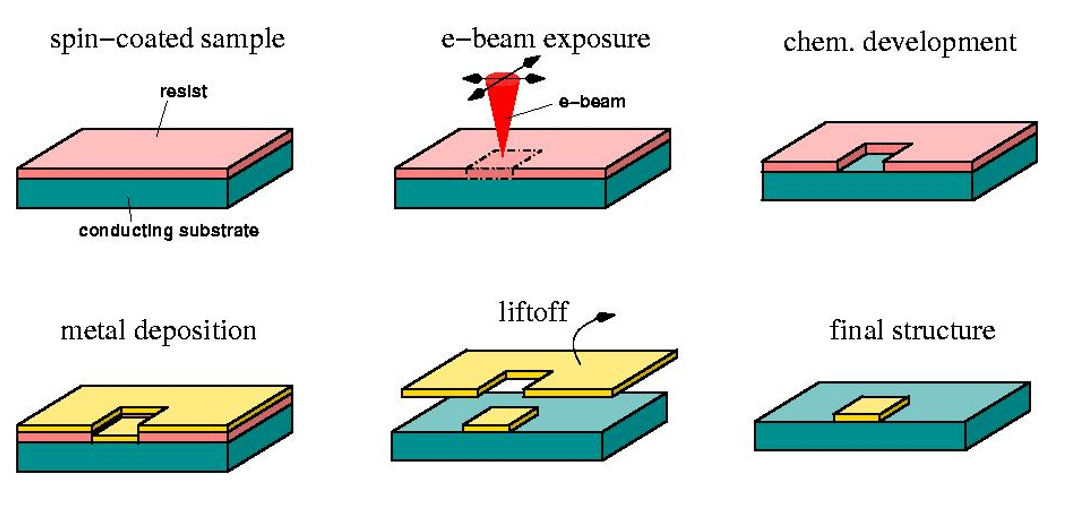 spin−coated sample
e−beam exposure
chem. development
resist
e−beam
conducting substrate
metal deposition
liftoff
final structure